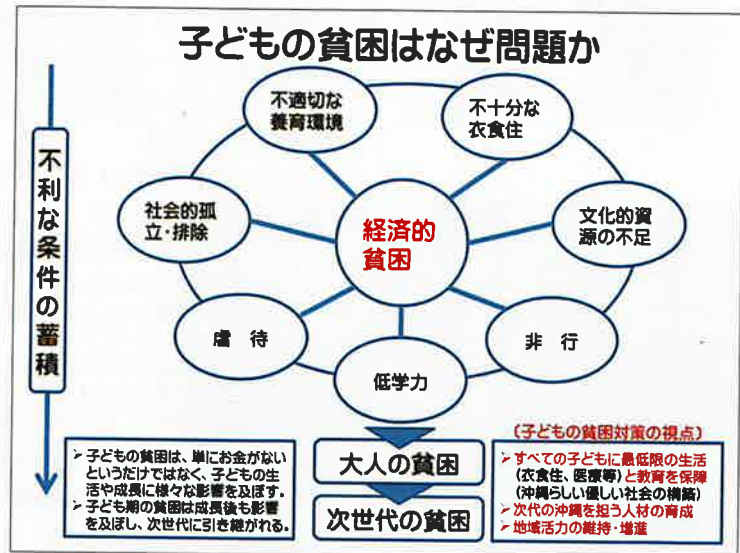 子どもの貧困はなぜ問題か
不利な条件の蓄積
不適切な
養育環境
不十分な
衣食住
社会的孤
立・排除
経済的
貧困
文化的資
源の不足
虐 待
非 行
低学力
大人の貧困
次世代の貧困
➢ 子どもの貧困は、単にお金がない
というだけではなく、子どもの生
活や成長に様々な影響を及ぼす。
➢ 子ども期の貧困は成長後も影響
を及ぼし、次世代に引き継がれる。
(子どもの貧困対策の視点)
➢ すべての子どもに最低限の生活
(衣食住、医療等)と教育を保障
(沖縄らしい優しい社会の構築)
➢ 次代の沖縄を担う人材の育成
➢ 地域活力の維持・増進